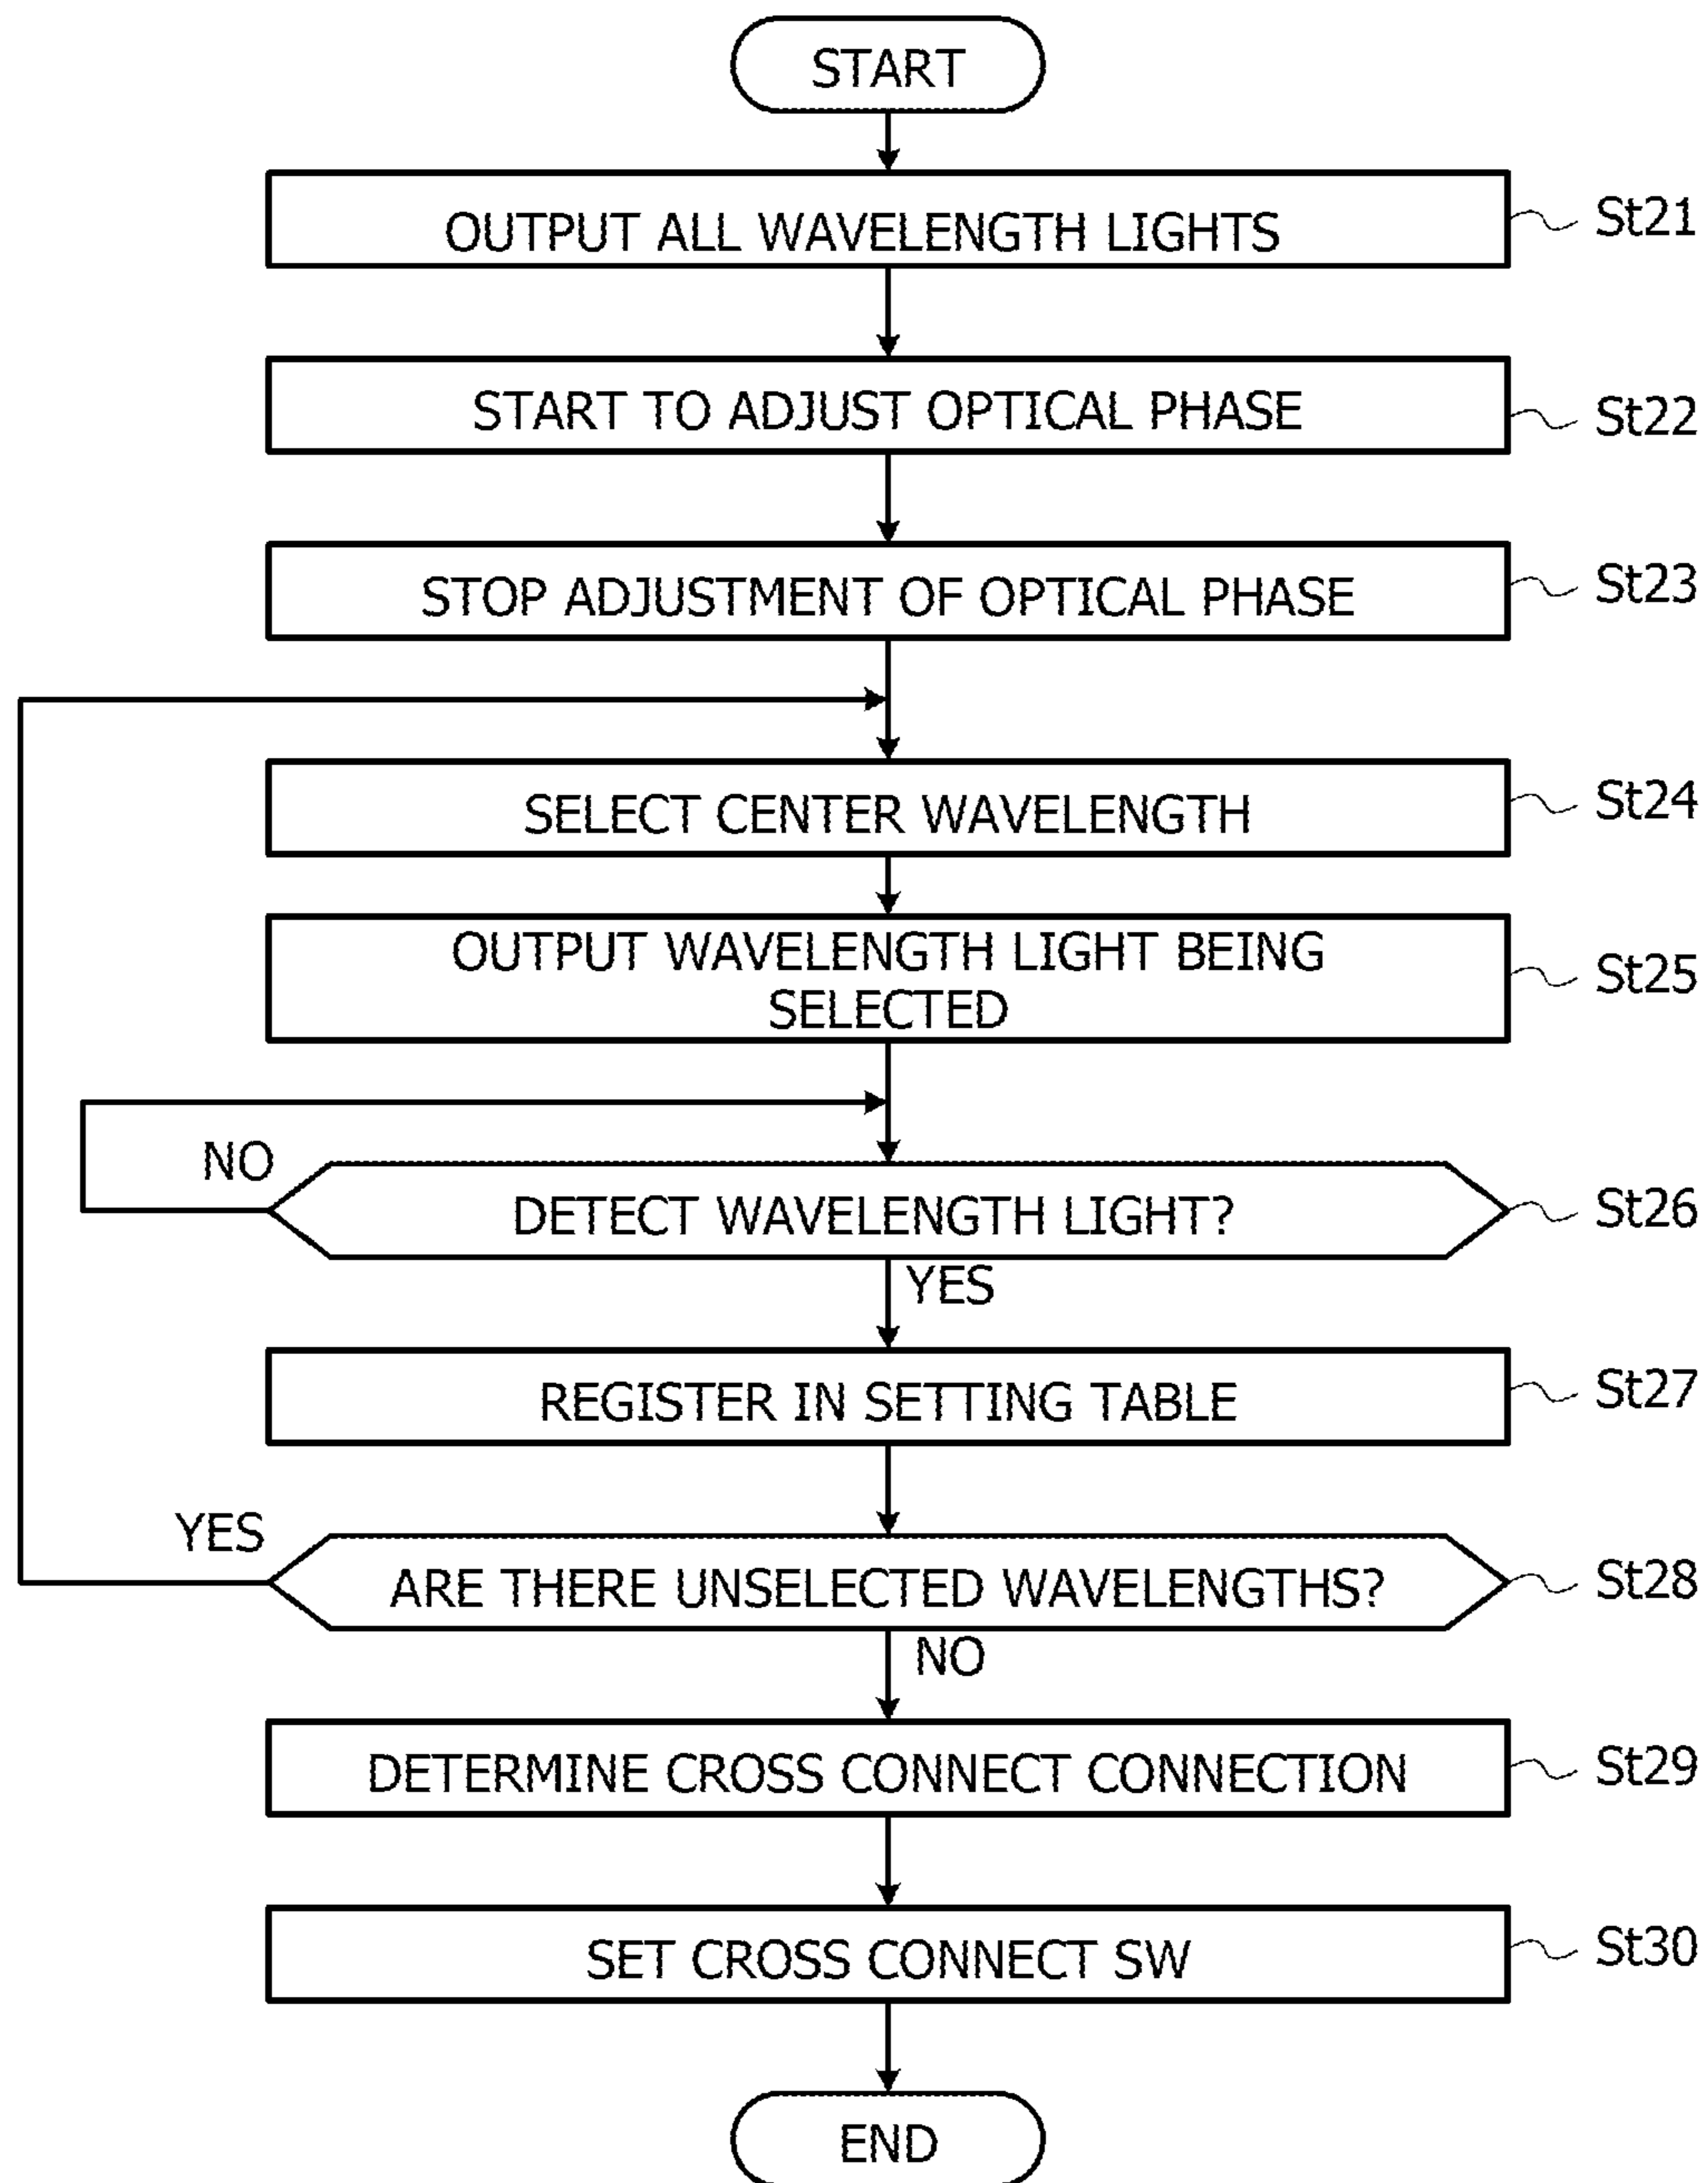 START
OUTPUT ALL WAVELENGTH LIGHTS
St21
START TO ADJUST OPTICAL PHASE
St22
STOP ADJUSTMENT OF OPTICAL PHASE
St23
SELECT CENTER WAVELENGTH
St24
OUTPUT WAVELENGTH LIGHT BEING
SELECTED
St25
NO
DETECT WAVELENGTH LIGHT?
St26
YES
REGISTER IN SETTING TABLE
St27
YES
ARE THERE UNSELECTED WAVELENGTHS?
St28
NO
DETERMINE CROSS CONNECT CONNECTION
St29
SET CROSS CONNECT SW
St30
END